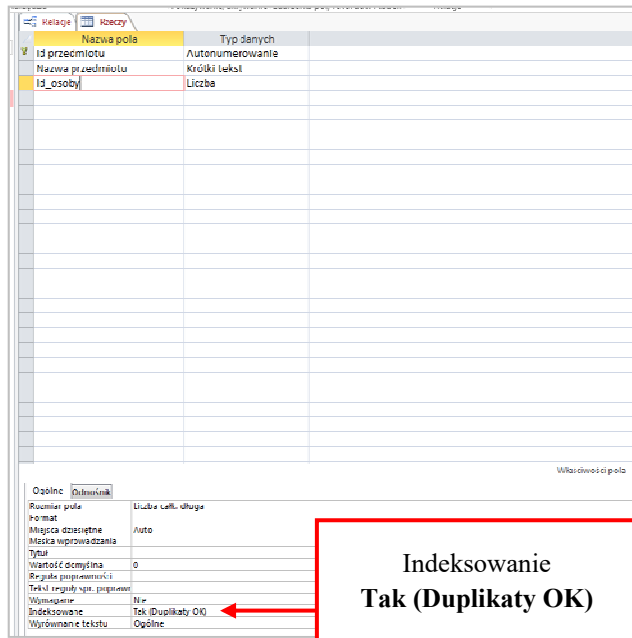 Relacje Rzeczy
Nazwa pola Typ danych
Id przedmiotu Autonumerowanie
Nazwa przedmiotu Krótki tekst
Id_osoby Liczba
Właściwości pola
Ogólne Odnośnik
Rozmiar pola Liczba całk. długa
Format
Miejsca dziesiętne Auto
Maska wprowadzania
Tytuł
Wartość domyślna 0
Reguła poprawności
Tekst reguły spr. poprawn
Wymagane Nie
Indeksowane Tak (Duplikaty OK)
Wyrównanie tekstu Ogólne
Indeksowanie
Tak (Duplikaty OK)